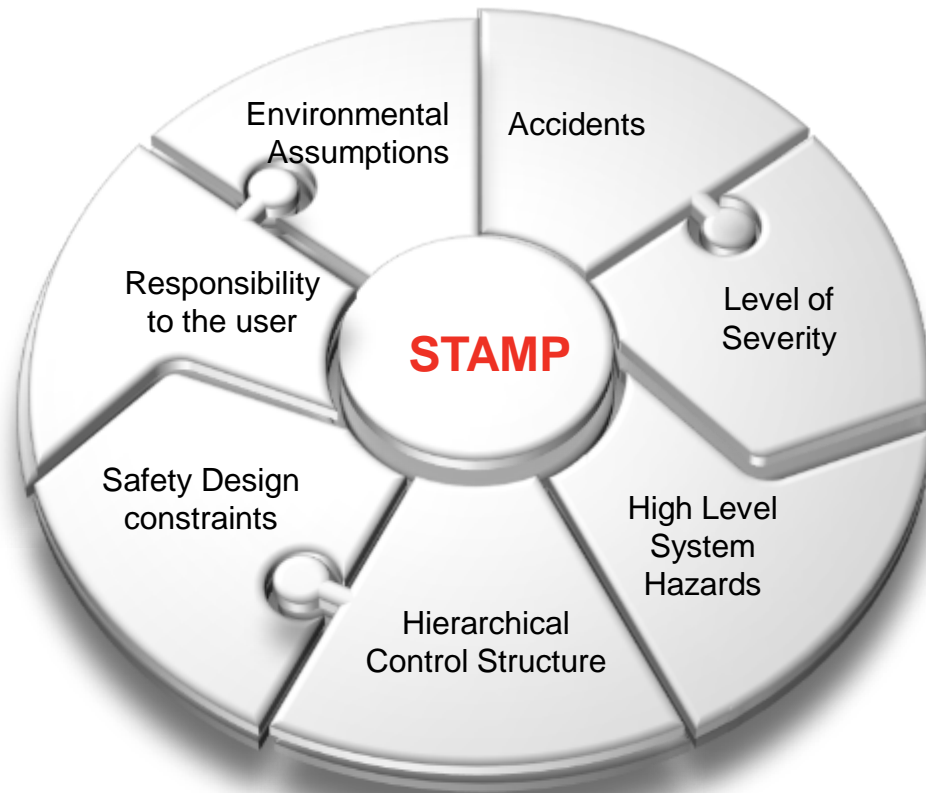 Environmental
Assumptions
Accidents
Responsibility
to the user
STAMP
Level of
Severity
Safety Design
constraints
High Level
System
Hazards
Hierarchical
Control Structure